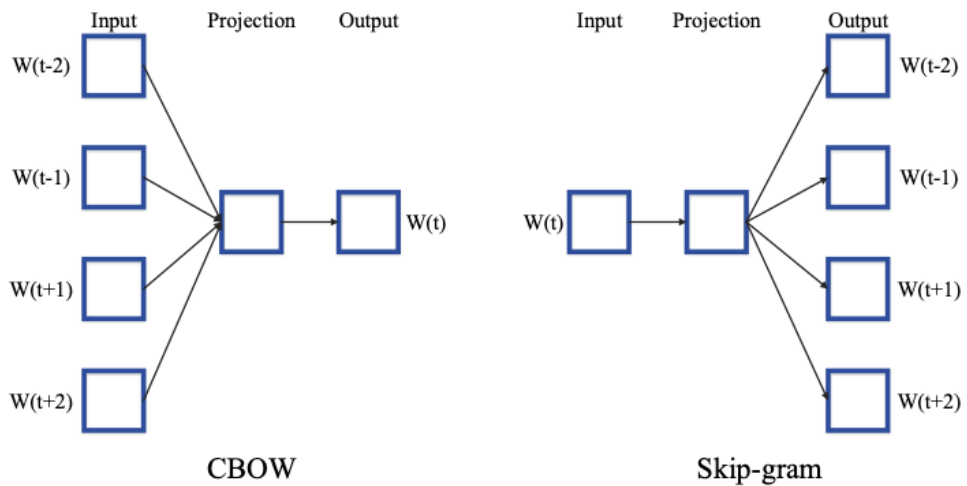 Input Projection Output
W(t-2)
W(t-1)
W(t)
W(t+1)
W(t+2)
CBOW
Input Projection Output
W(t-2)
W(t-1)
W(t)
W(t+1)
W(t+2)
Skip-gram